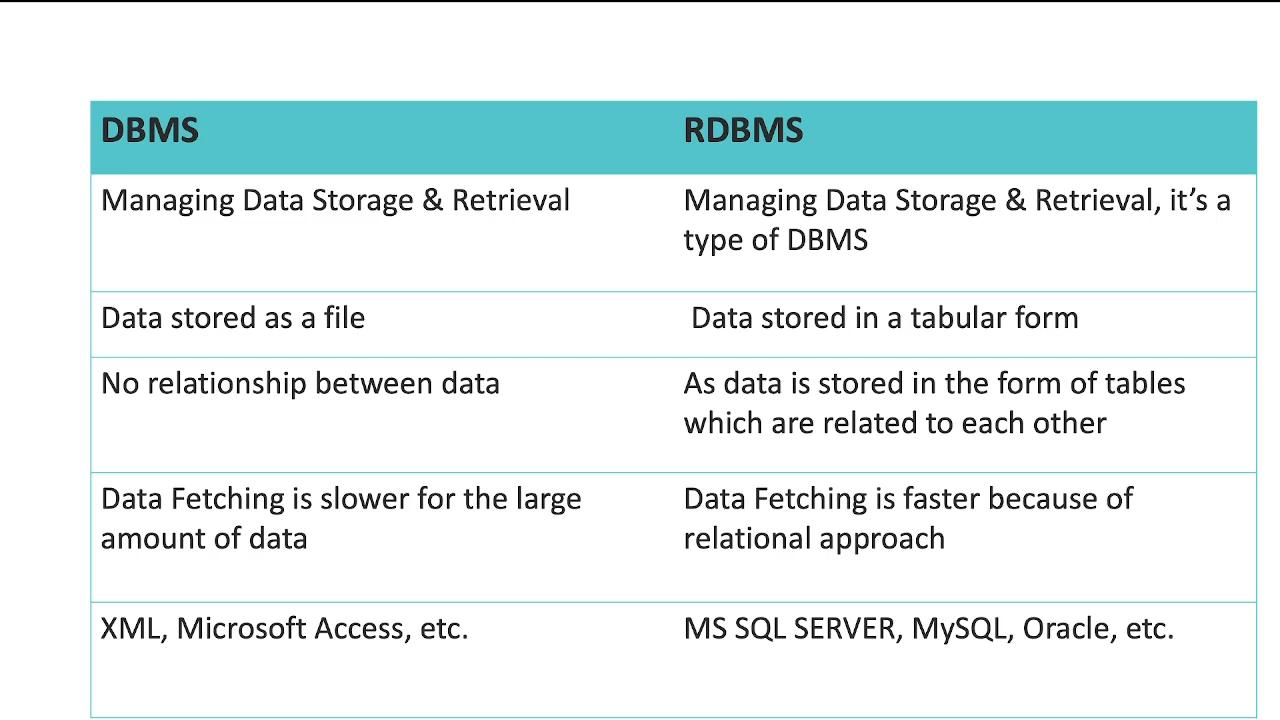 DBMS RDBMS
Managing Data Storage & Retrieval
Managing Data Storage & Retrieval, it’s a
type of DBMS
Data stored as a file
Data stored in a tabular form
No relationship between data
As data is stored in the form of tables
which are related to each other
Data Fetching is slower for the large
amount of data
Data Fetching is faster because of
relational approach
XML, Microsoft Access, etc.
MS SQL SERVER, MySQL, Oracle, etc.